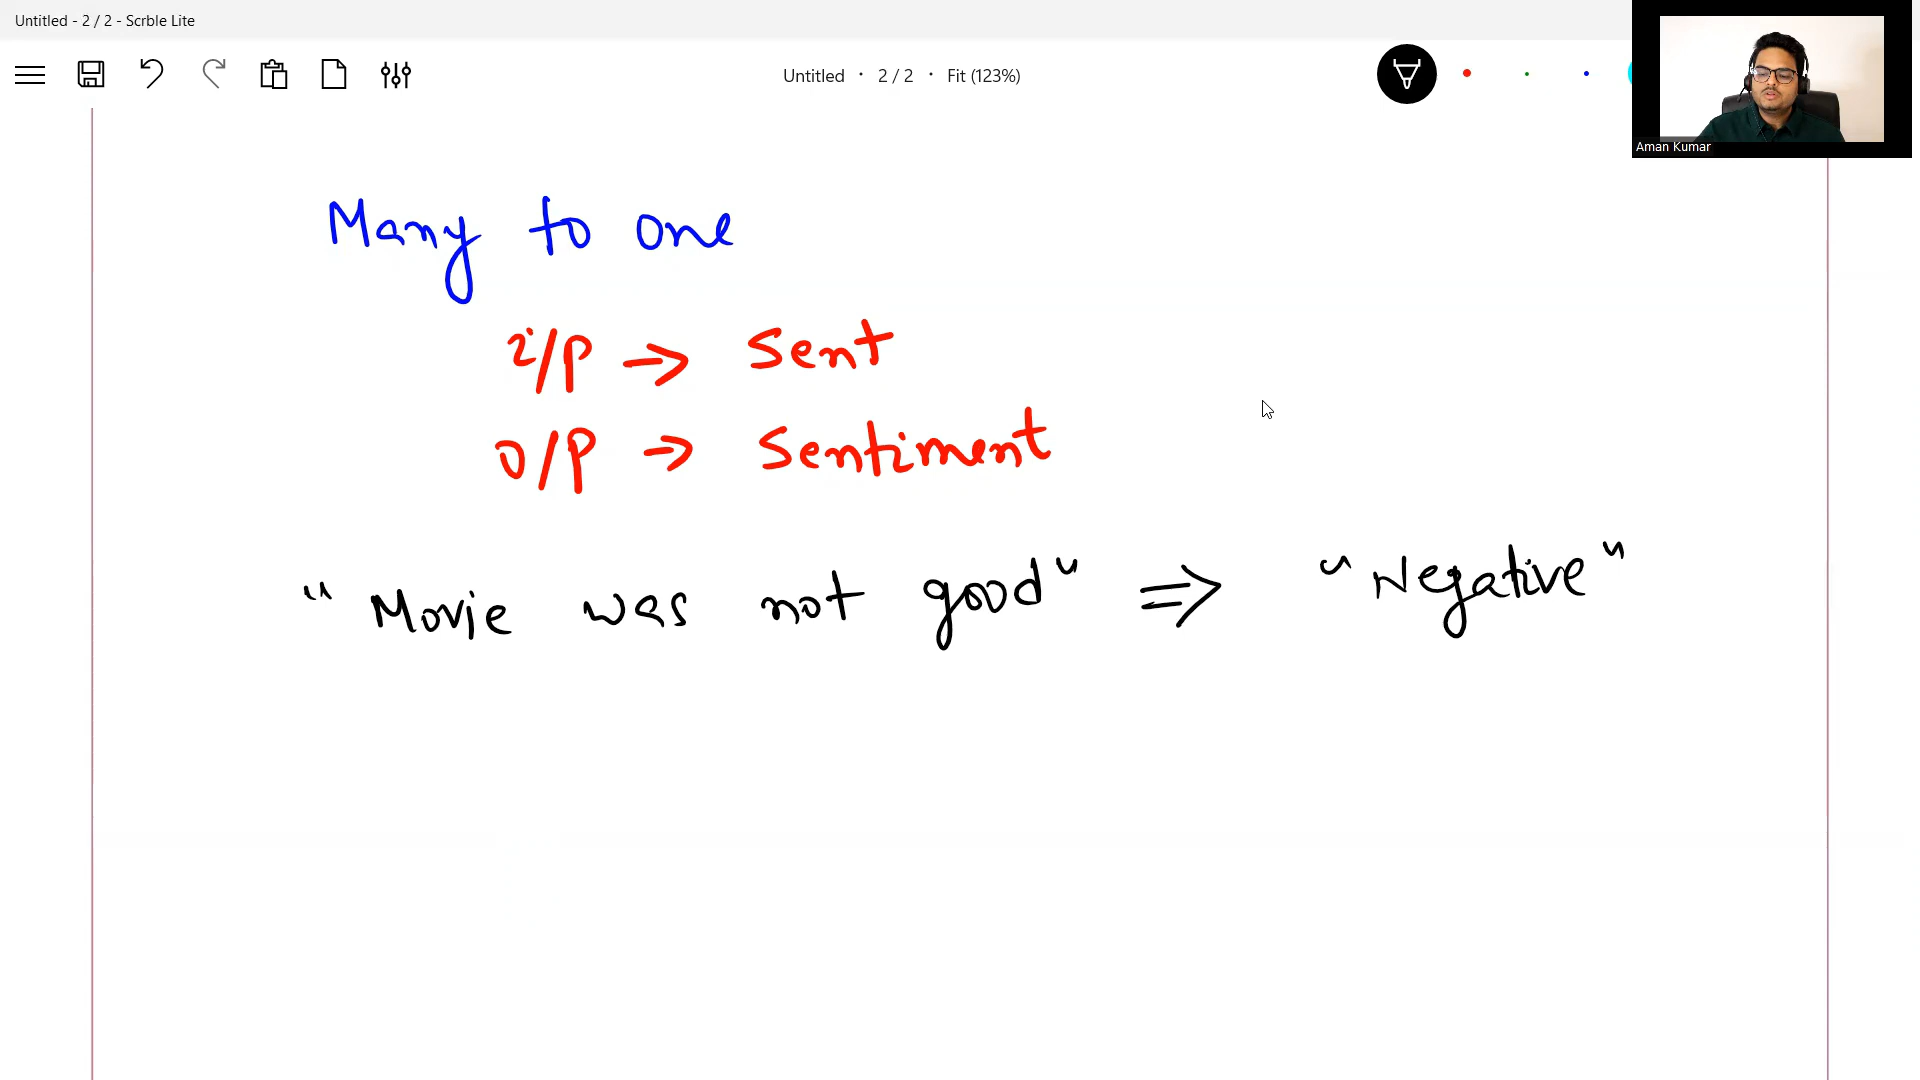 Untitled - 2 / 2 - Scrble Lite
Untitled • 2 / 2 • Fit (123%)
Aman Kumar
Many to one
i/p → Sent
o/p → Sentiment
"Movie was not good" ⇒ "Negative"